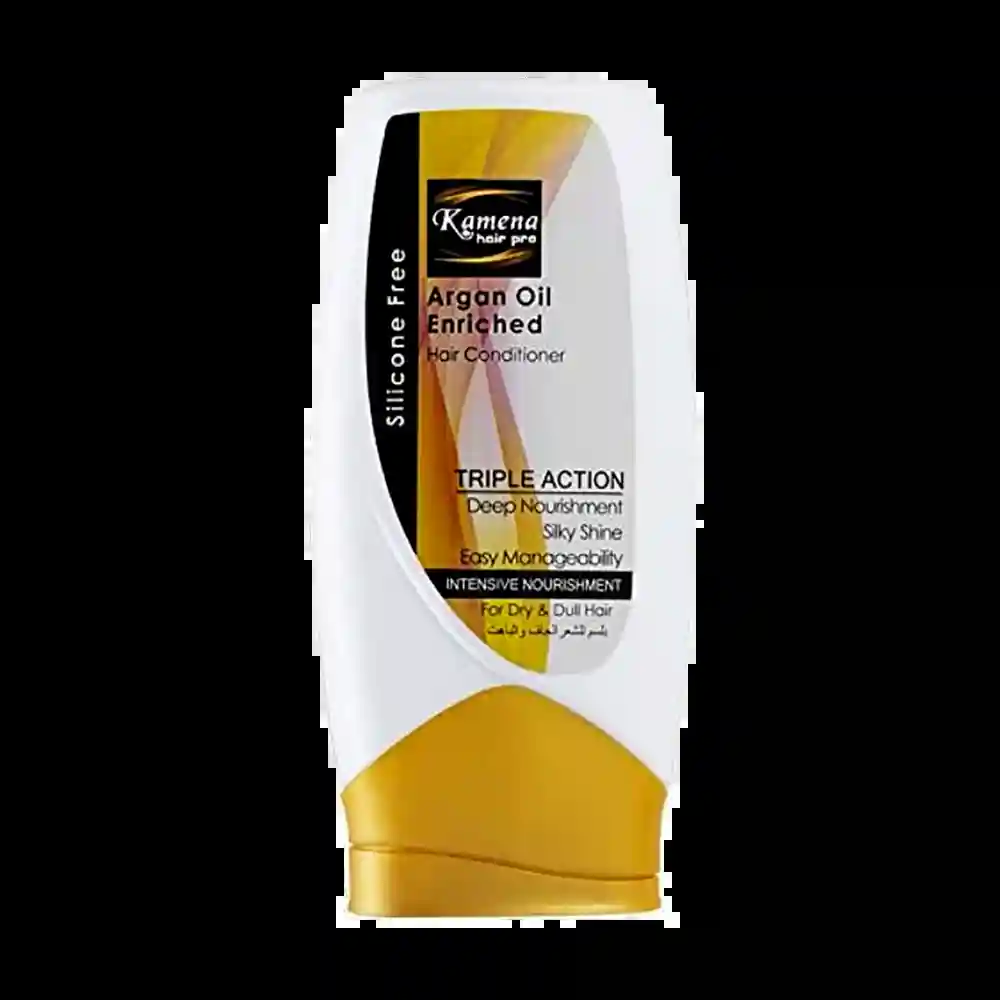 Silicone Free
Kamena
hair pro
Argan Oil
Enriched
Hair Conditioner
TRIPLE ACTION
Deep Nourishment
Silky Shine
Easy Manageability
INTENSIVE NOURISHMENT
For Dry & Dull Hair
بلسم للشعر الجاف والباهت